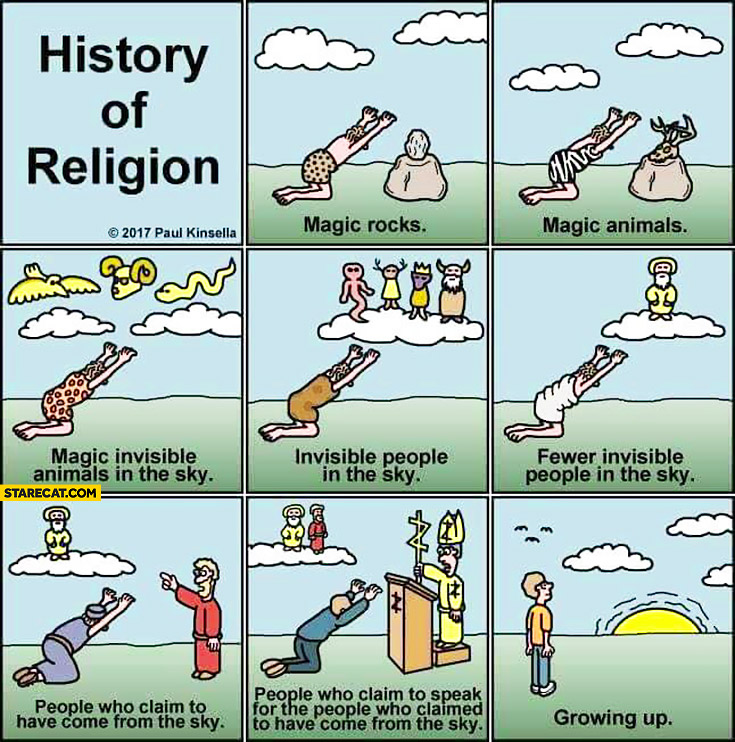 History
of
Religion
© 2017 Paul Kinsella
Magic rocks.
Magic animals.
Magic invisible
animals in the sky.
Invisible people
in the sky.
Fewer invisible
people in the sky.
STARECAT.COM
People who claim to
have come from the sky.
People who claim to speak
for the people who claimed
to have come from the sky.
Growing up.